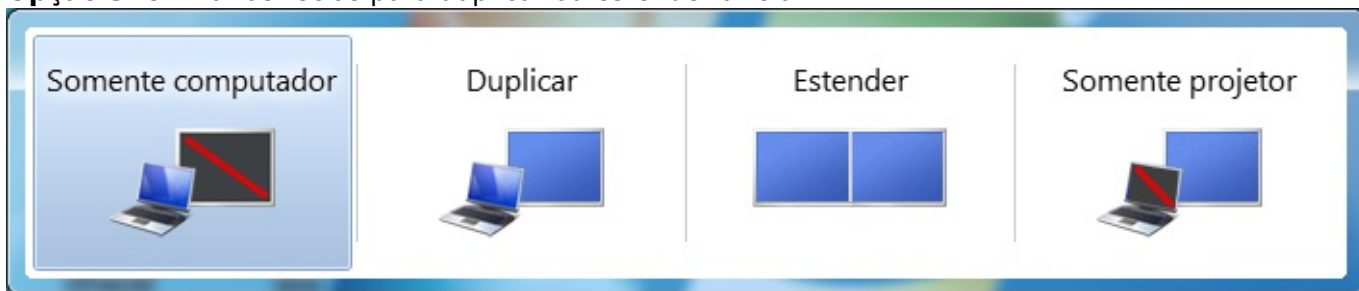 Somente computador
Duplicar
Estender
Somente projetor